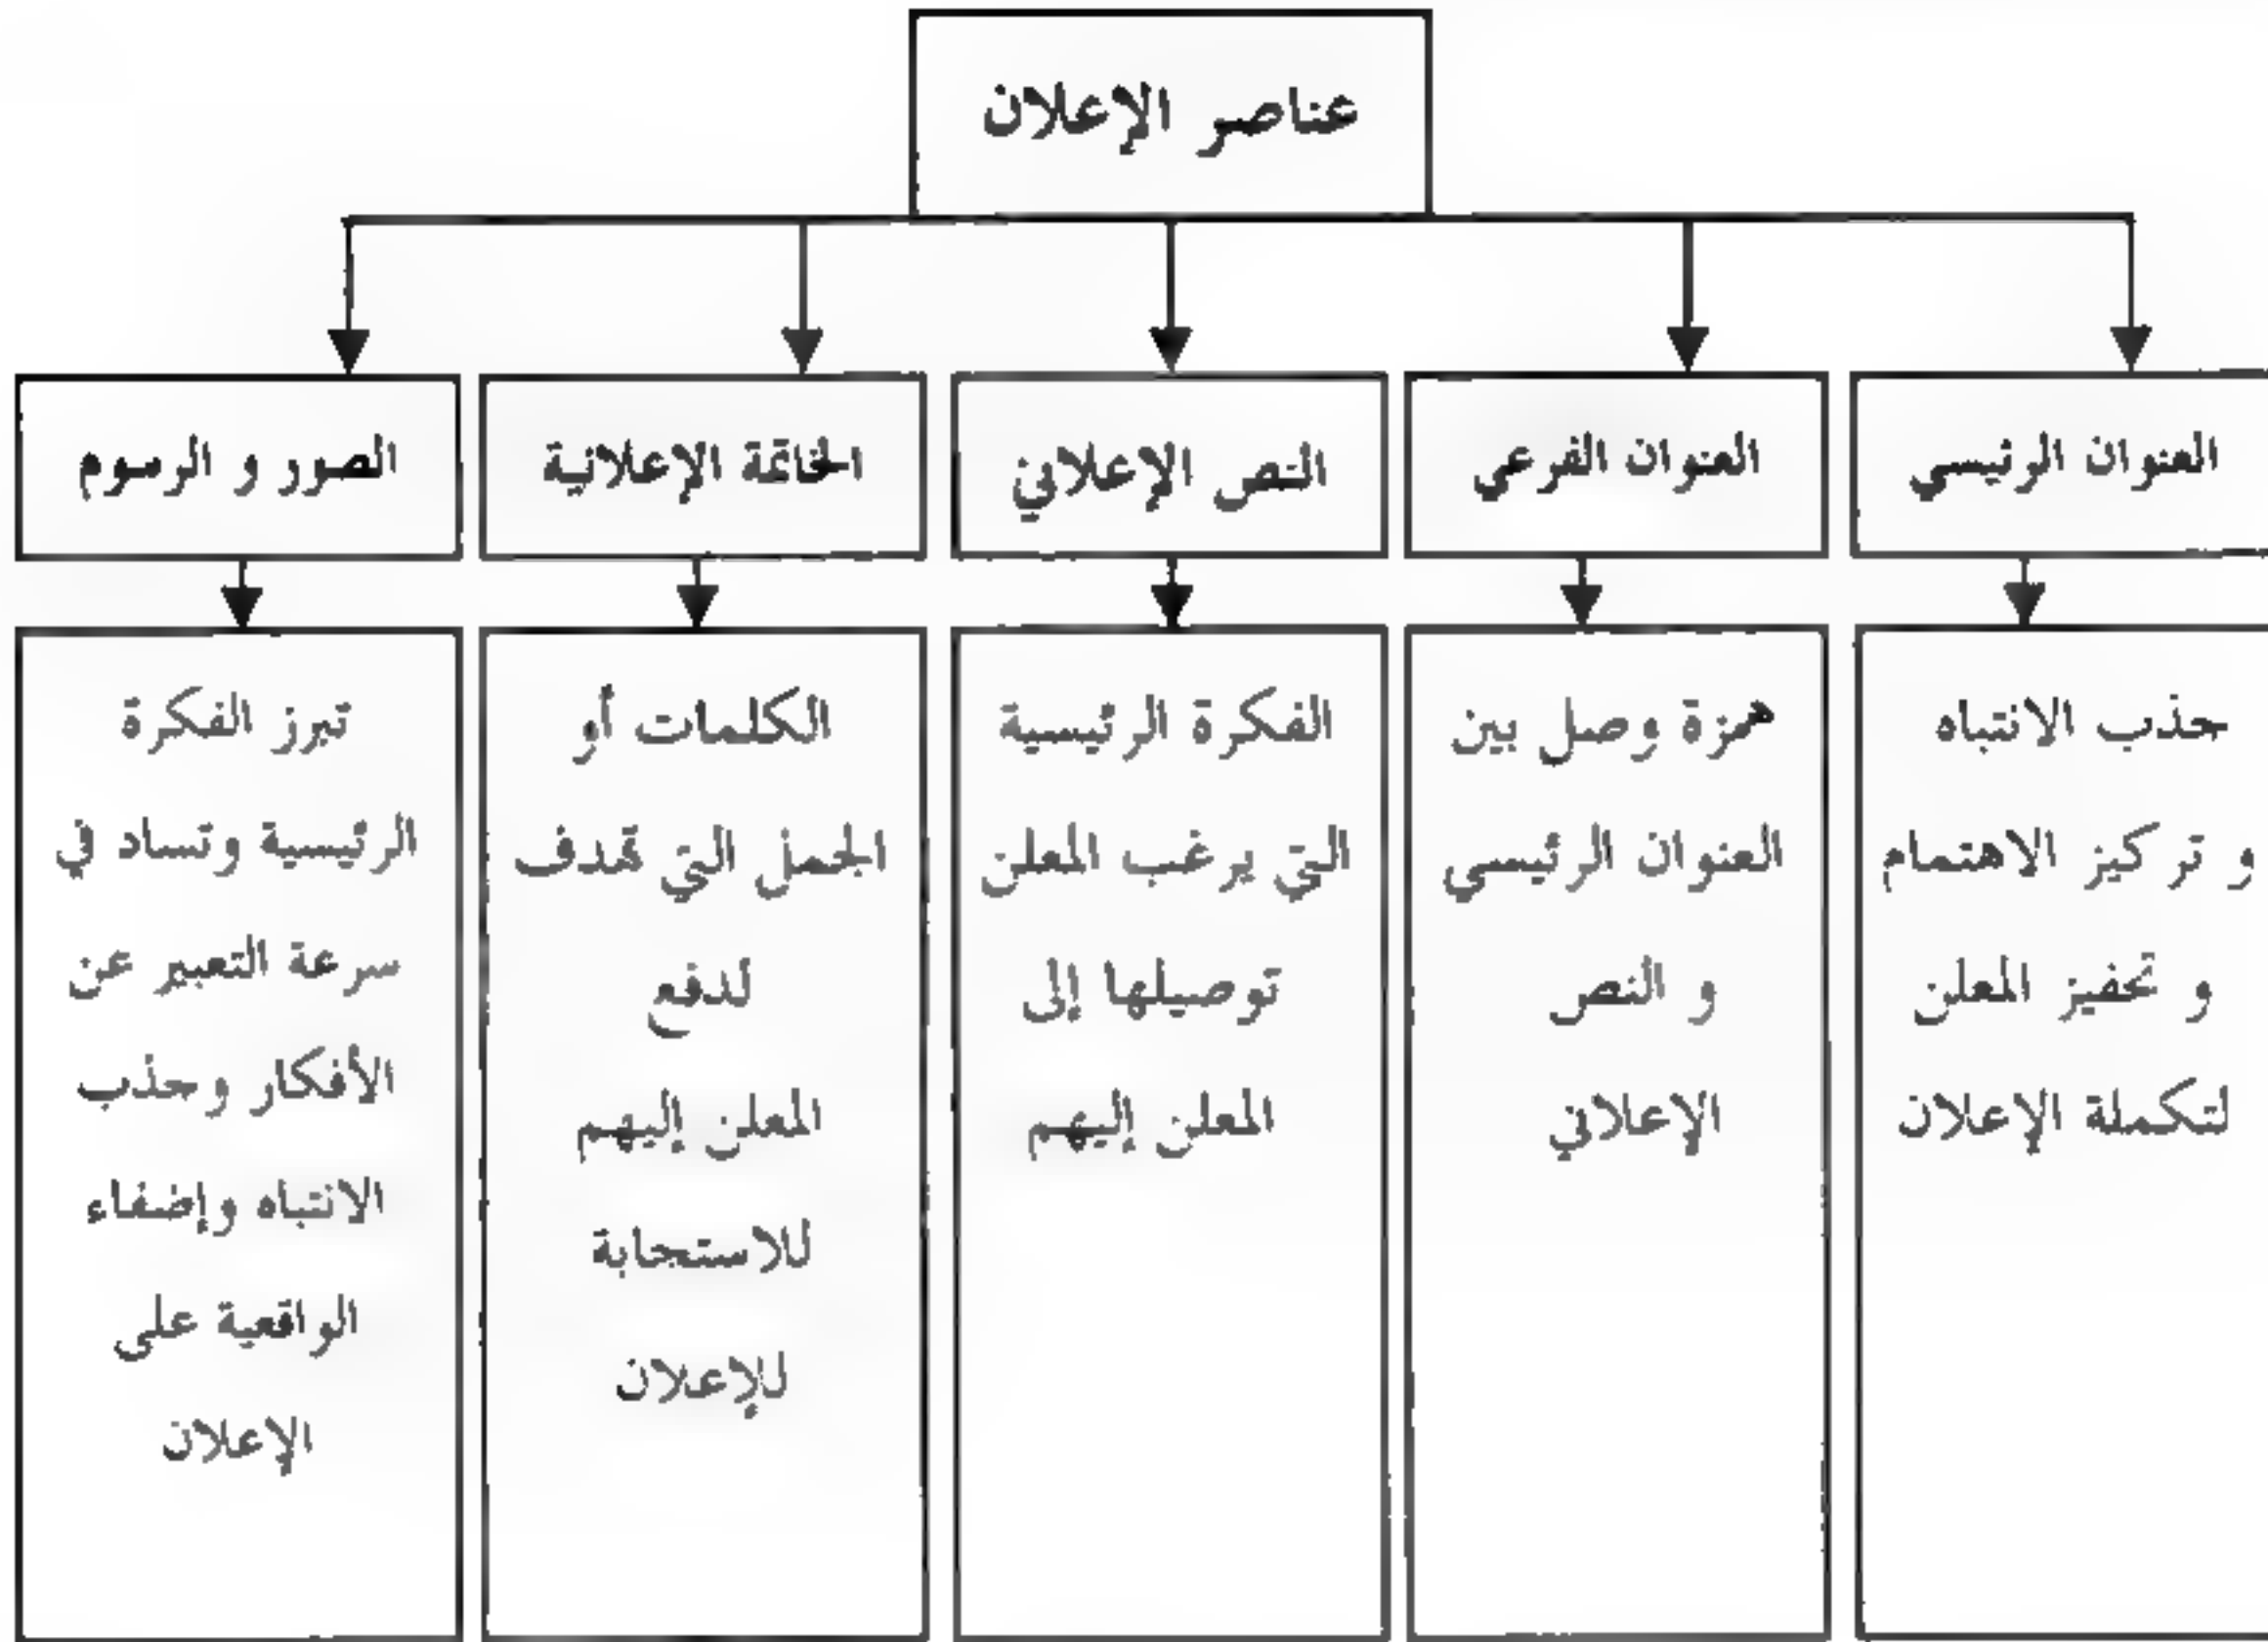 عناصر الإعلان
العنوان الرئيسي
العنوان الفرعي
النص الإعلاني
الخاتمة الإعلانية
الصور و الرسوم
جذب الانتباه
و تركيز الاهتمام
و تحفيز المعلن
لتكملة الإعلان
همزة وصل بين
العنوان الرئيسي
و النص
الإعلاني
الفكرة الرئيسية
التي يرغب المعلن
توصيلها إلى
المعلن إليهم
الكلمات أو
الجمل التي تهدف
لدفع
المعلن إليهم
للاستجابة
للإعلان
تبرز الفكرة
الرئيسية وتساد في
سرعة التعبير عن
الأفكار وجذب
الانتباه وإضفاء
الواقعية على
الإعلان